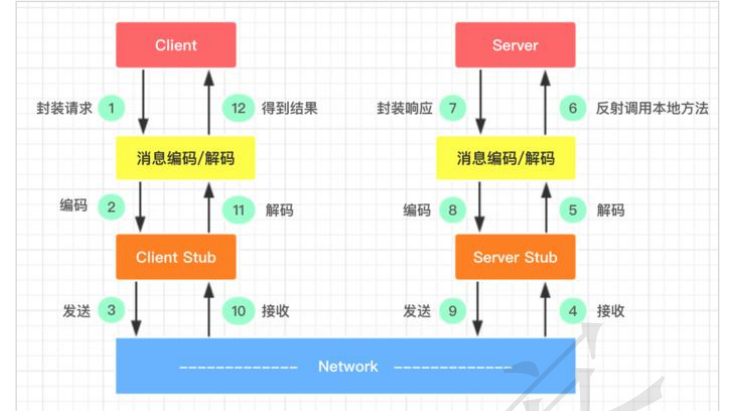 Client
Server
封装请求 1
12 得到结果
封装响应 7
6 反射调用本地方法
消息编码/解码
消息编码/解码
编码 2
11 解码
编码 8
5 解码
Client Stub
Server Stub
发送 3
10 接收
发送 9
4 接收
Network